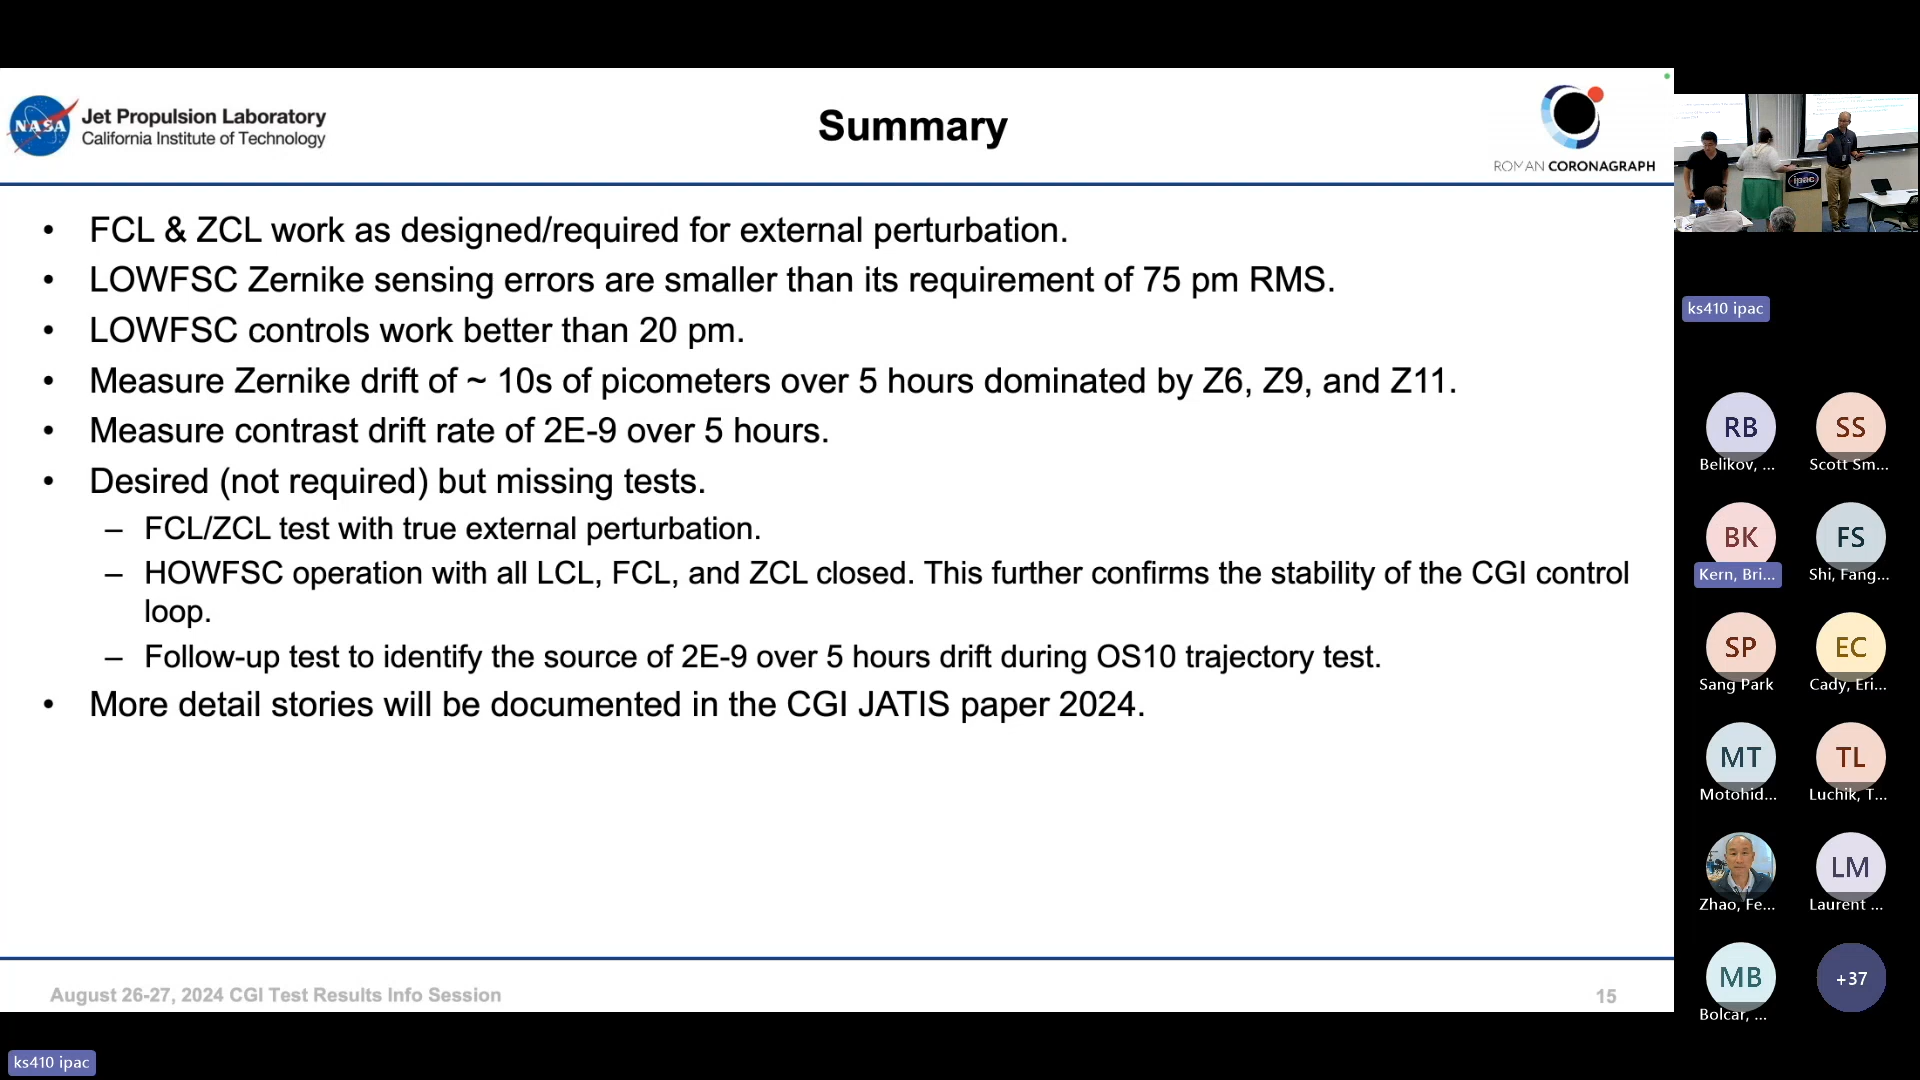 NASA
Jet Propulsion Laboratory
California Institute of Technology
Summary
ROMAN CORONAGRAPH
• FCL & ZCL work as designed/required for external perturbation.
• LOWFSC Zernike sensing errors are smaller than its requirement of 75 pm RMS.
• LOWFSC controls work better than 20 pm.
• Measure Zernike drift of ~ 10s of picometers over 5 hours dominated by Z6, Z9, and Z11.
• Measure contrast drift rate of 2E-9 over 5 hours.
• Desired (not required) but missing tests.
– FCL/ZCL test with true external perturbation.
– HOWFSC operation with all LCL, FCL, and ZCL closed. This further confirms the stability of the CGI control
loop.
– Follow-up test to identify the source of 2E-9 over 5 hours drift during OS10 trajectory test.
• More detail stories will be documented in the CGI JATIS paper 2024.
August 26-27, 2024 CGI Test Results Info Session
15
ks410 ipac
ipac
ks410 ipac
RB
Belikov, ...
SS
Scott Sm...
BK
Kern, Bri...
FS
Shi, Fang...
SP
Sang Park
EC
Cady, Eri...
MT
Motohid...
TL
Luchik, T...
Zhao, Fe...
LM
Laurent ...
MB
Bolcar, ...
+37